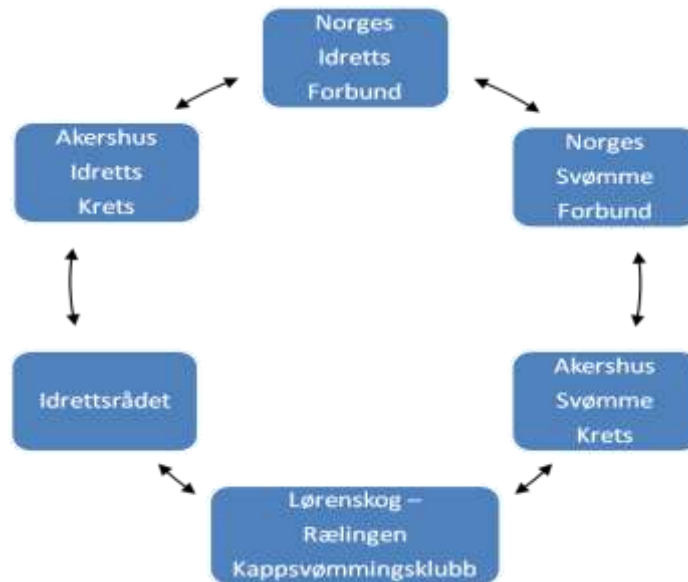 Norges
Idretts
Forbund
Akershus
Idretts
Krets
Norges
Svømme
Forbund
Idrettsrådet
Akershus
Svømme
Krets
Lørenskog –
Rælingen
Kappsvømmingsklubb